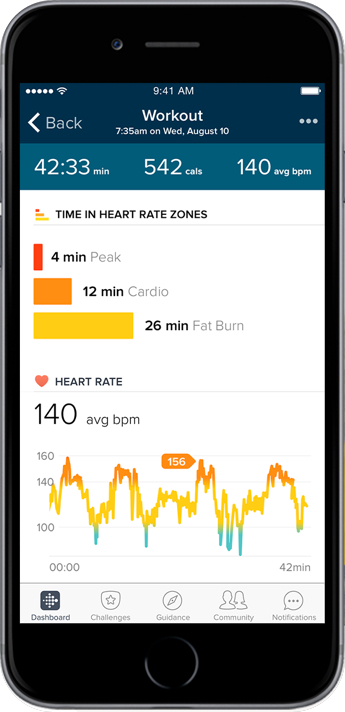 9:41 AM
Back
Workout
7:35am on Wed, August 10
42:33 min 542 cals 140 avg bpm
TIME IN HEART RATE ZONES
4 min Peak
12 min Cardio
26 min Fat Burn
HEART RATE
140 avg bpm
160
156
140
100
00:00 42min
Dashboard Challenges Guidance Community Notifications